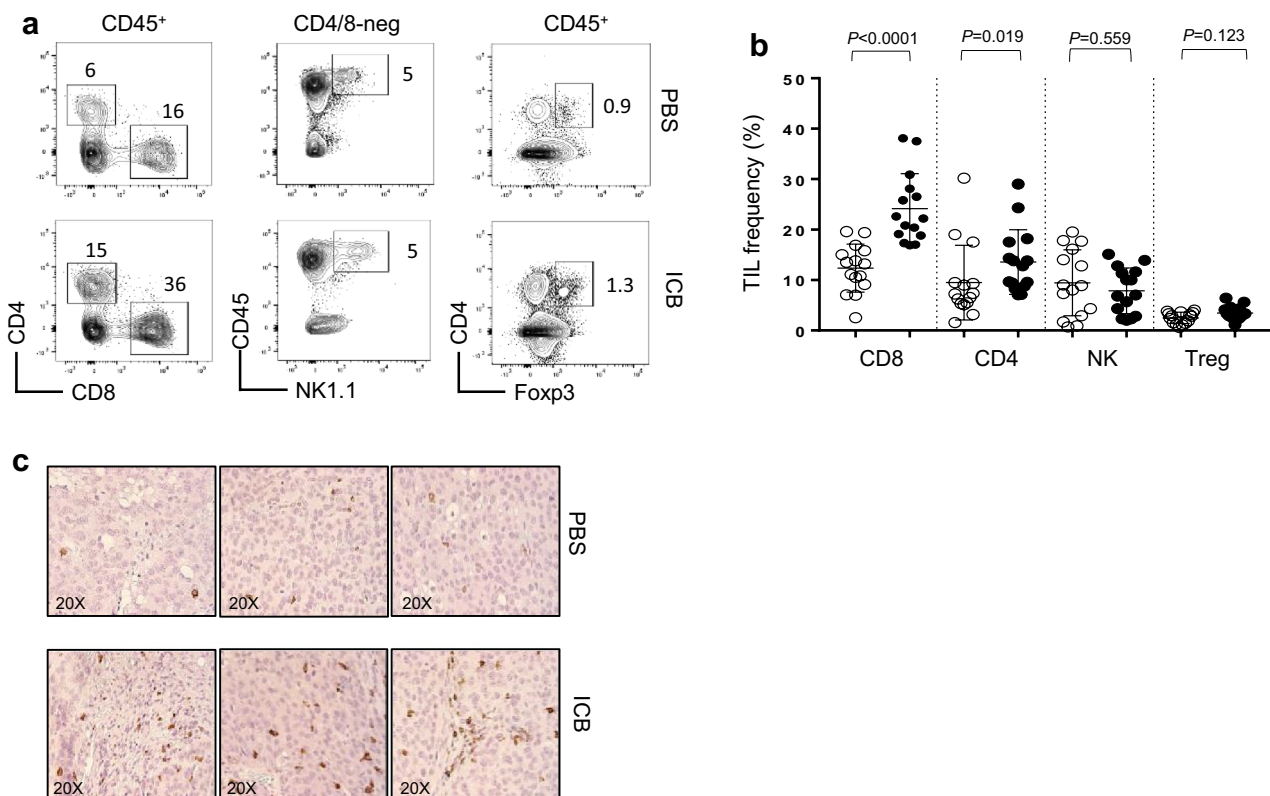 a
CD45+ CD4/8-neg CD45+
6
16
5
0.9
PBS
15
36
5
1.3
ICB
CD4
CD8
CD45
NK1.1
CD4
Foxp3
b
P<0.0001 P=0.019 P=0.559 P=0.123
TIL frequency (%)
50
40
30
20
10
0
CD8 CD4 NK Treg
c
20X 20X 20X
PBS
20X 20X 20X
ICB